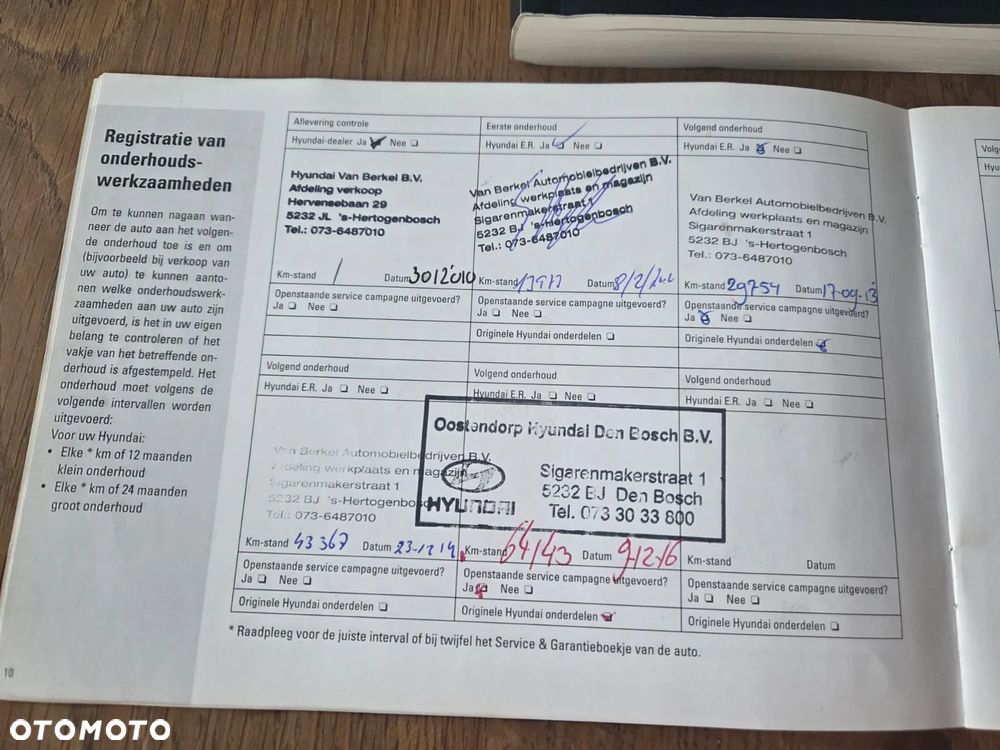 Registratie van
onderhouds-
werkzaamheden
Om te kunnen nagaan wan-
neer de auto aan het volgen-
de onderhoud toe is en om
(bijvoorbeeld bij verkoop van
uw auto) te kunnen aanto-
nen welke onderhoudswerk-
zaamheden aan uw auto zijn
uitgevoerd, is het in uw eigen
belang te controleren of het
vakje van het betreffende on-
derhoud is afgestempeld. Het
onderhoud moet volgens de
volgende intervallen worden
uitgevoerd:
Voor uw Hyundai:
• Elke * km of 12 maanden
klein onderhoud
• Elke * km of 24 maanden
groot onderhoud
Aflevering controle
Hyundai-dealer Ja Nee
Hyundai Van Berkel B.V.
Afdeling verkoop
Hervensebaan 29
5232 JL 's-Hertogenbosch
Tel.: 073-6487010
Km-stand / Datum 3012010
Openstaande service campagne uitgevoerd?
Ja Nee
Eerste onderhoud
Hyundai E.R. Ja Nee
Van Berkel Automobielbedrijven B.V.
Afdeling werkplaats en magazijn
Sigarenmakerstraat 1
5232 BJ 's-Hertogenbosch
Tel.: 073-6487010
Km-stand Datum
Openstaande service campagne uitgevoerd?
Ja Nee
Originele Hyundai onderdelen
Volgend onderhoud
Hyundai E.R. Ja Nee
Van Berkel Automobielbedrijven B.V.
Afdeling werkplaats en magazijn
Sigarenmakerstraat 1
5232 BJ 's-Hertogenbosch
Tel.: 073-6487010
Km-stand 29754 Datum 17-09-13
Openstaande service campagne uitgevoerd?
Ja Nee
Originele Hyundai onderdelen
Volgend onderhoud
Hyundai E.R. Ja Nee
Van Berkel Automobielbedrijven B.V.
Afdeling werkplaats en magazijn
Sigarenmakerstraat 1
5232 BJ 's-Hertogenbosch
Tel.: 073-6487010
Km-stand 43367 Datum 23-12 14
Openstaande service campagne uitgevoerd?
Ja Nee
Originele Hyundai onderdelen
Volgend onderhoud
Hyundai E.R. Ja Nee
Oostendorp Hyundai Den Bosch B.V.
HYUNDAI
Sigarenmakerstraat 1
5232 BJ Den Bosch
Tel. 073 30 33 800
Km-stand 64143 Datum 9-12-16
Openstaande service campagne uitgevoerd?
Ja Nee
Originele Hyundai onderdelen
Volgend onderhoud
Hyundai E.R. Ja Nee
Km-stand Datum
Openstaande service campagne uitgevoerd?
Ja Nee
Originele Hyundai onderdelen
* Raadpleeg voor de juiste interval of bij twijfel het Service & Garantieboekje van de auto.
10
OTOMOTO